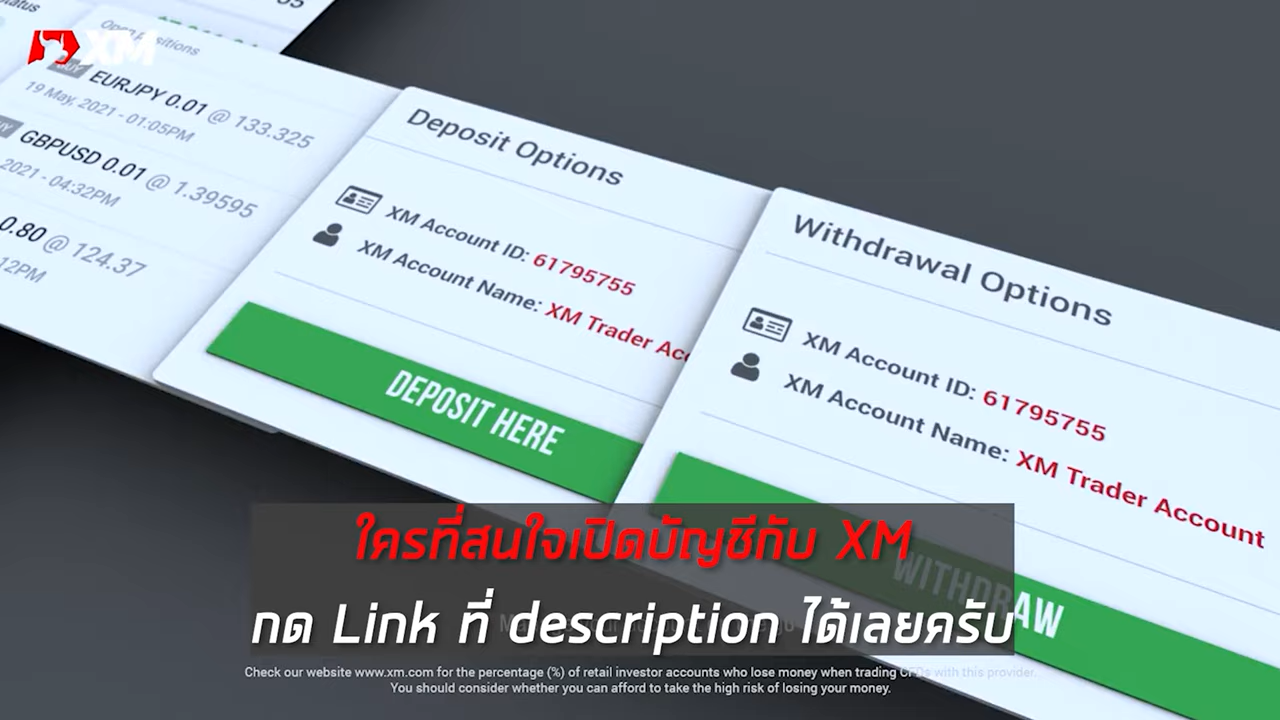 Status
XM
Open Positions
BUY EURJPY 0.01 @ 133.325
19 May, 2021 - 01:05PM
GBPUSD 0.01 @ 1.39595
2021 - 04:32PM
0.80 @ 124.37
12PM
Deposit Options
XM Account ID: 61795755
XM Account Name: XM Trader Acc
DEPOSIT HERE
Withdrawal Options
XM Account ID: 61795755
XM Account Name: XM Trader Account
WITHDRAW
ใครที่สนใจเปิดบัญชีกับ XM
กด Link ที่ description ได้เลยครับ
Check our website www.xm.com for the percentage (%) of retail investor accounts who lose money when trading CFDs with this provider.
You should consider whether you can afford to take the high risk of losing your money.